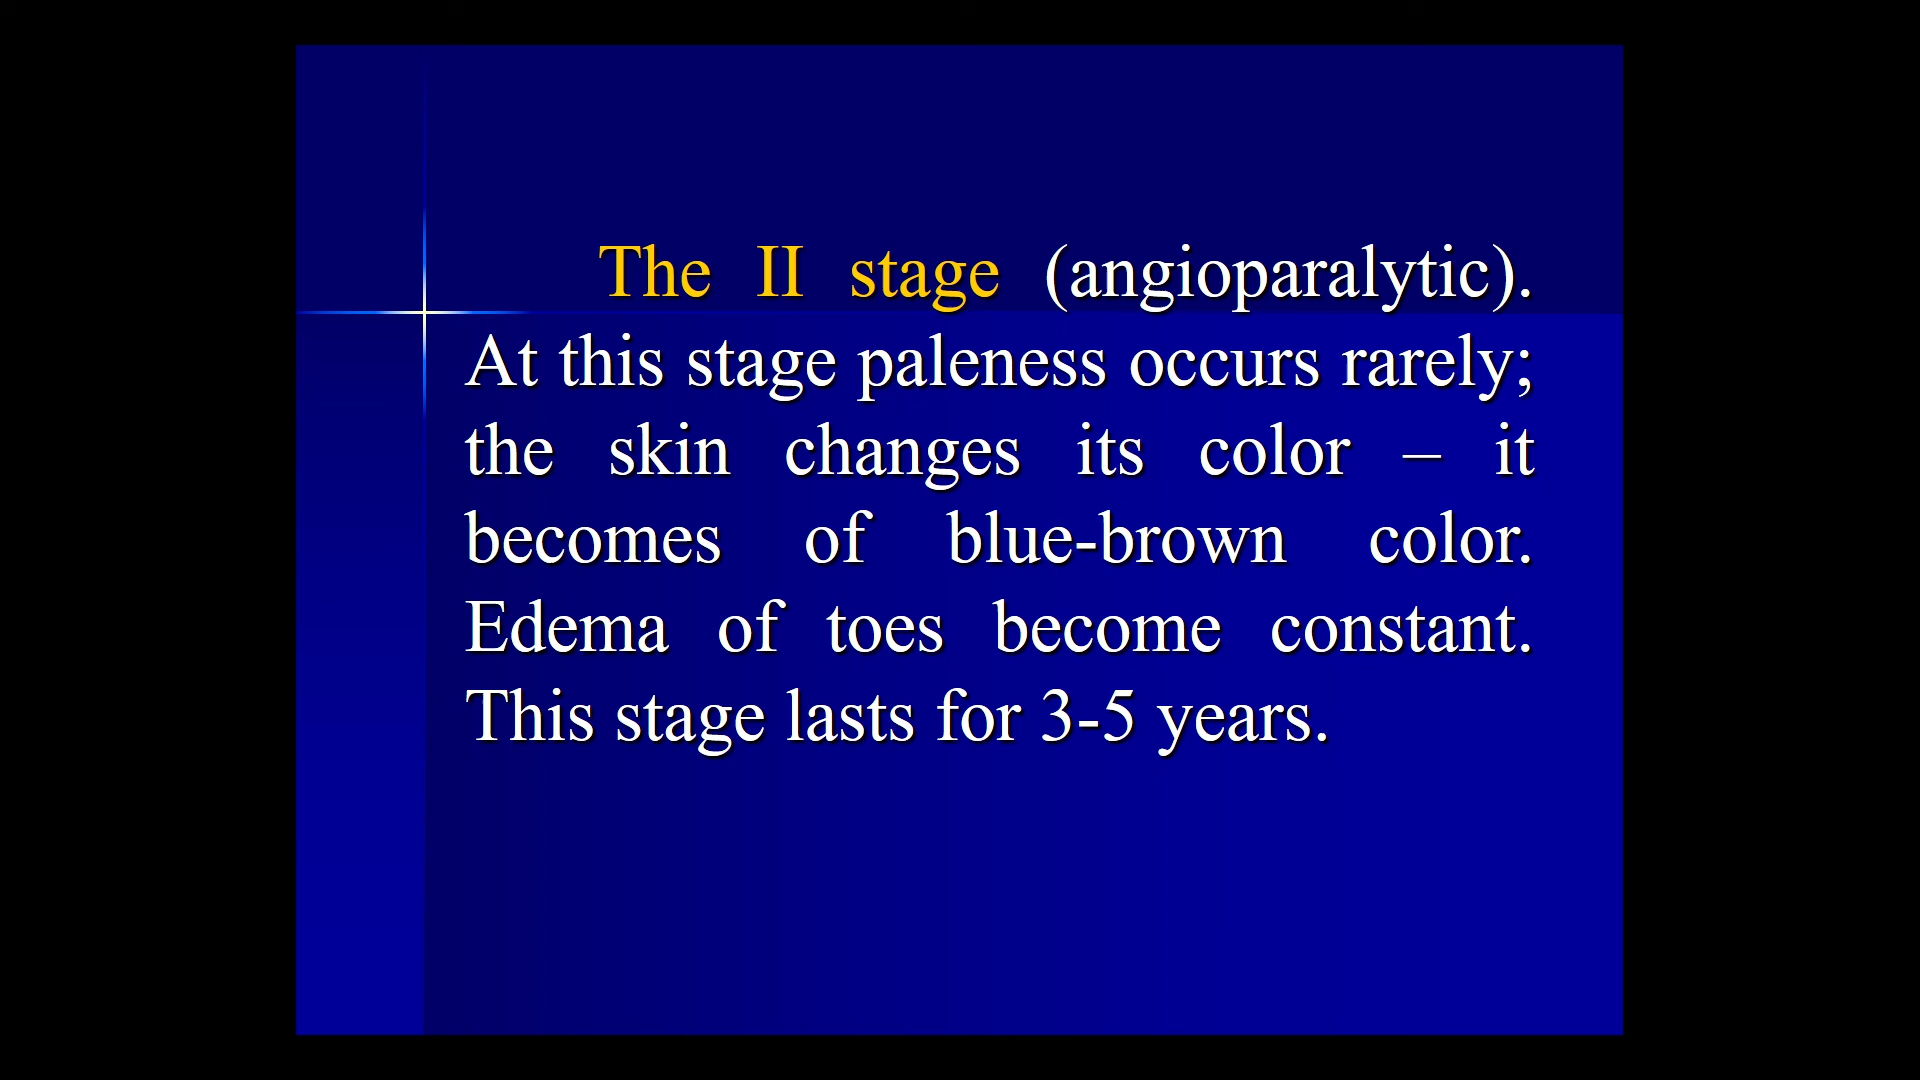 The II stage (angioparalytic).
At this stage paleness occurs rarely;
the skin changes its color – it
becomes of blue-brown color.
Edema of toes become constant.
This stage lasts for 3-5 years.